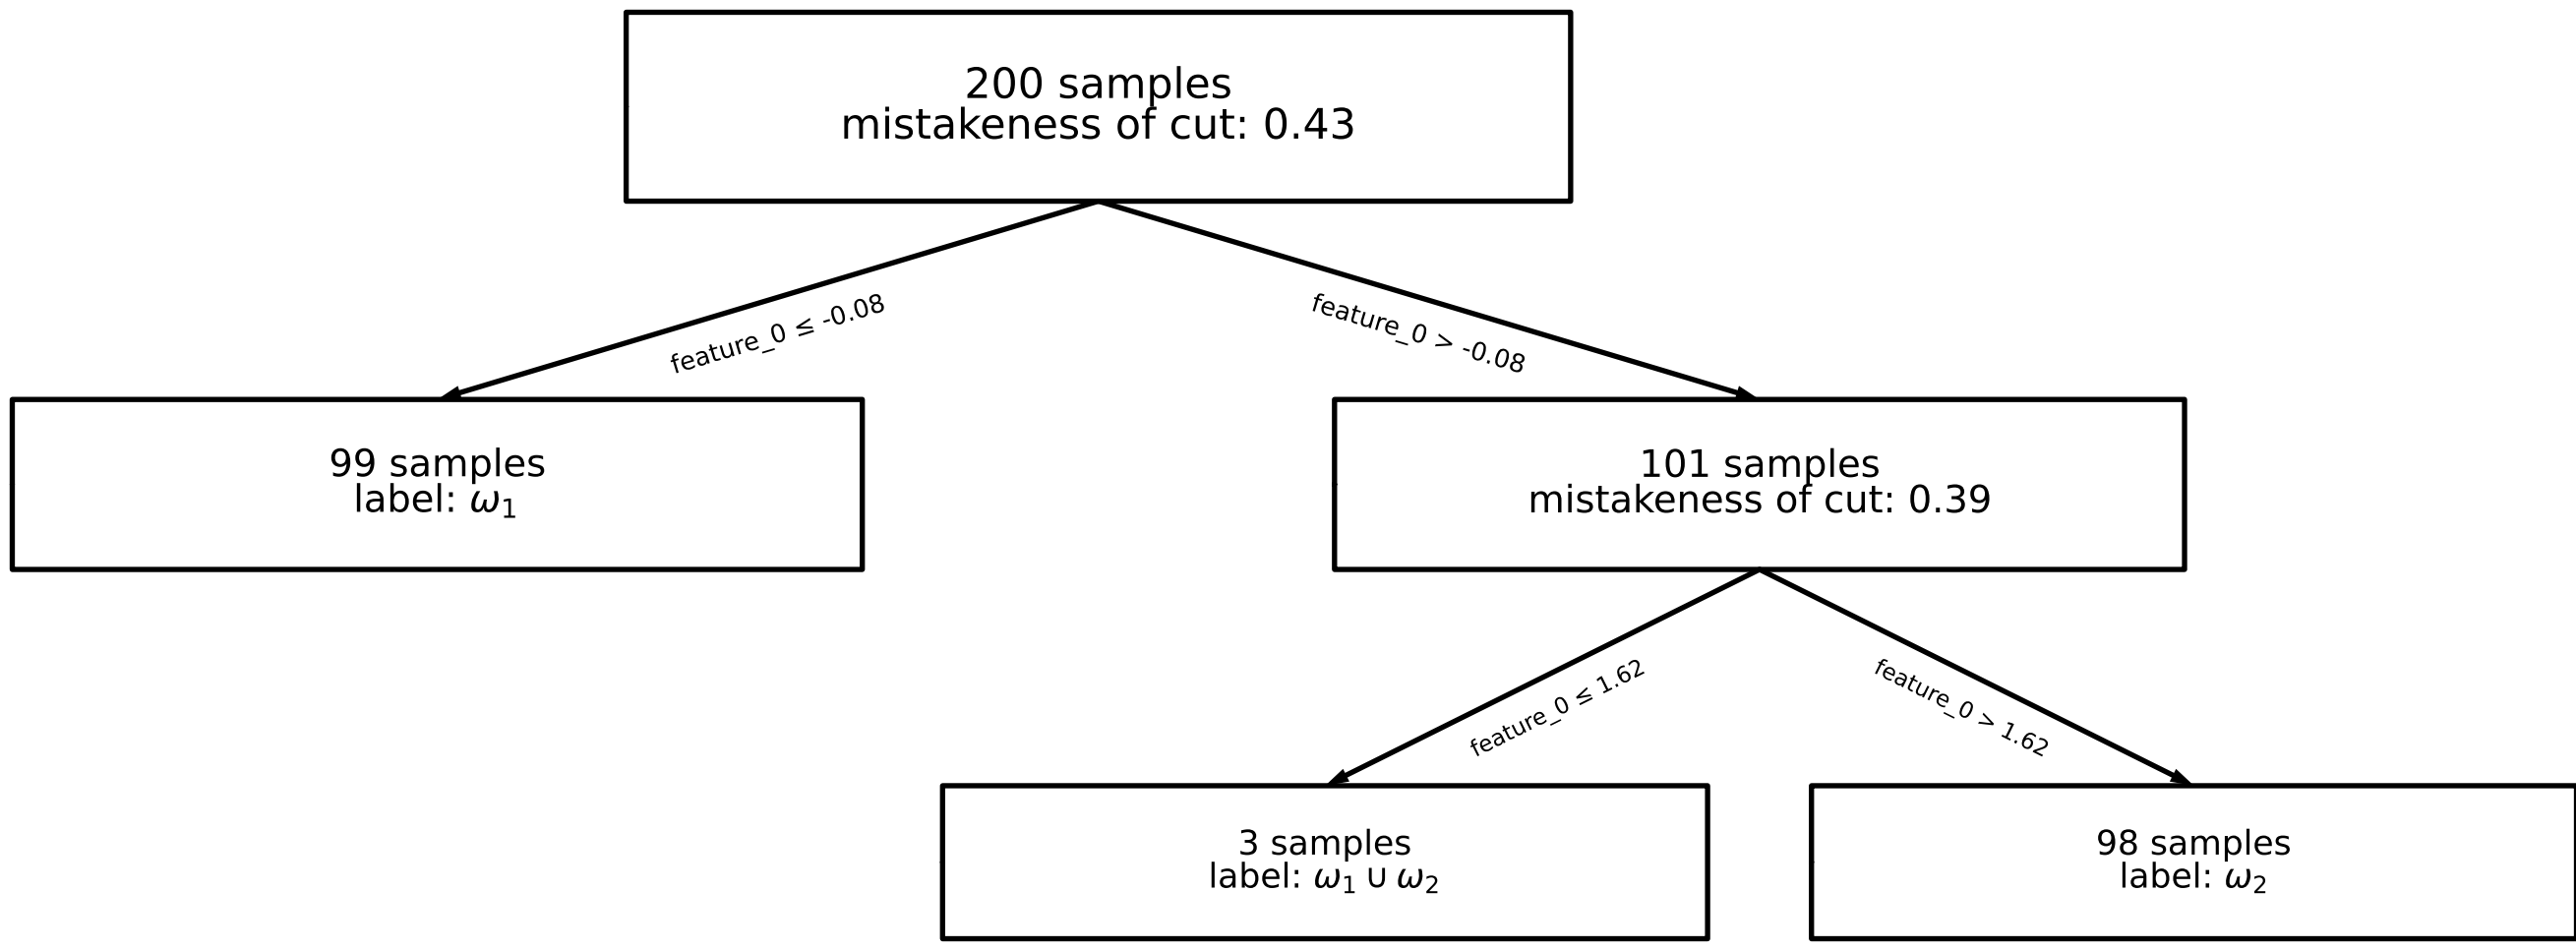 200 samples
mistakeness of cut: 0.43
feature_0 ≤ -0.08
feature_0 > -0.08
99 samples
label: ω₁
101 samples
mistakeness of cut: 0.39
feature_0 ≤ 1.62
feature_0 > 1.62
3 samples
label: ω₁ ∪ ω₂
98 samples
label: ω₂